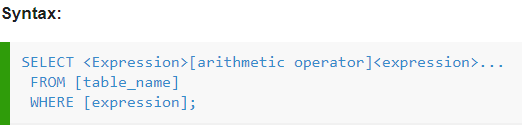 Syntax:
SELECT <Expression>[arithmetic operator]<expression>...
FROM [table_name]
WHERE [expression];